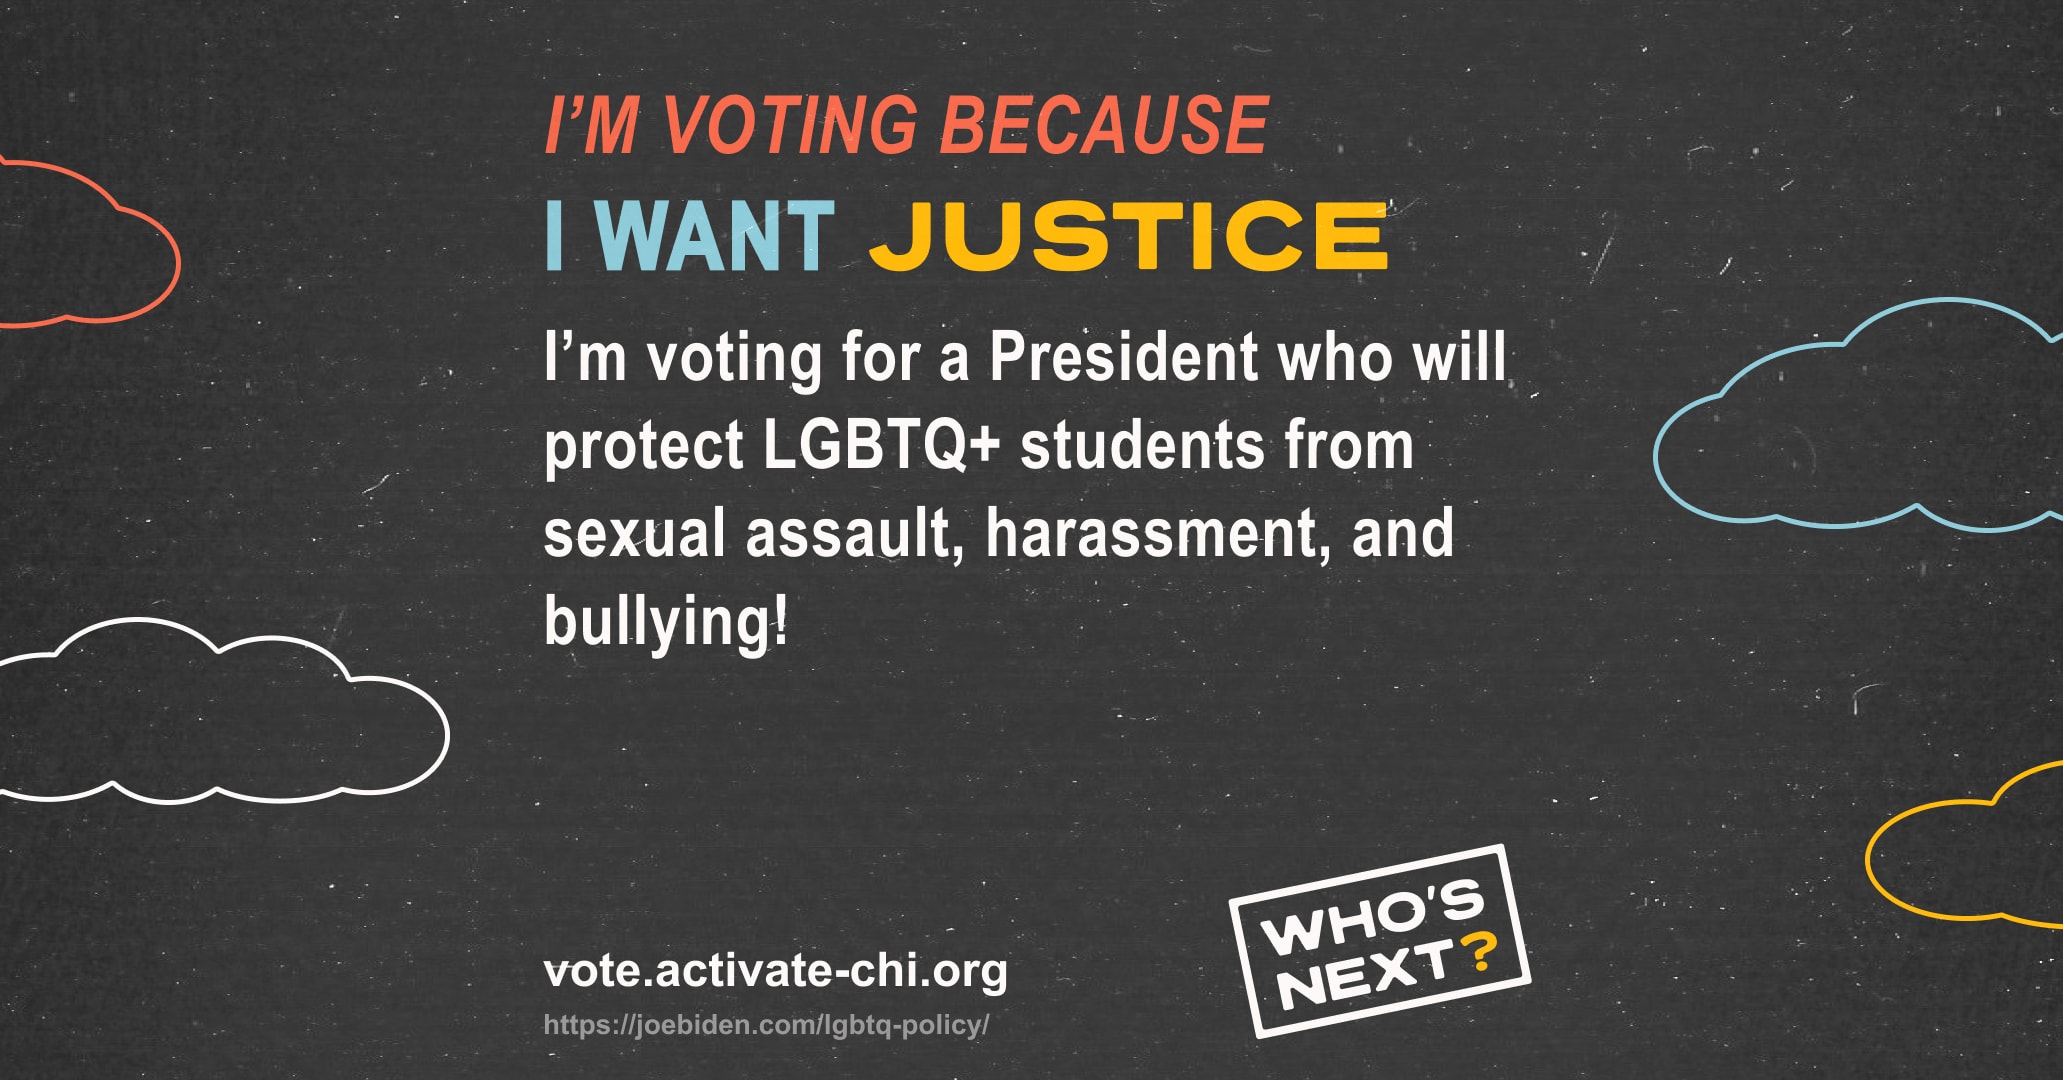 I'M VOTING BECAUSE
I WANT JUSTICE
I'm voting for a President who will
protect LGBTQ+ students from
sexual assault, harassment, and
bullying!
WHO'S
NEXT?
vote.activate-chi.org
https://joebiden.com/lgbtq-policy/